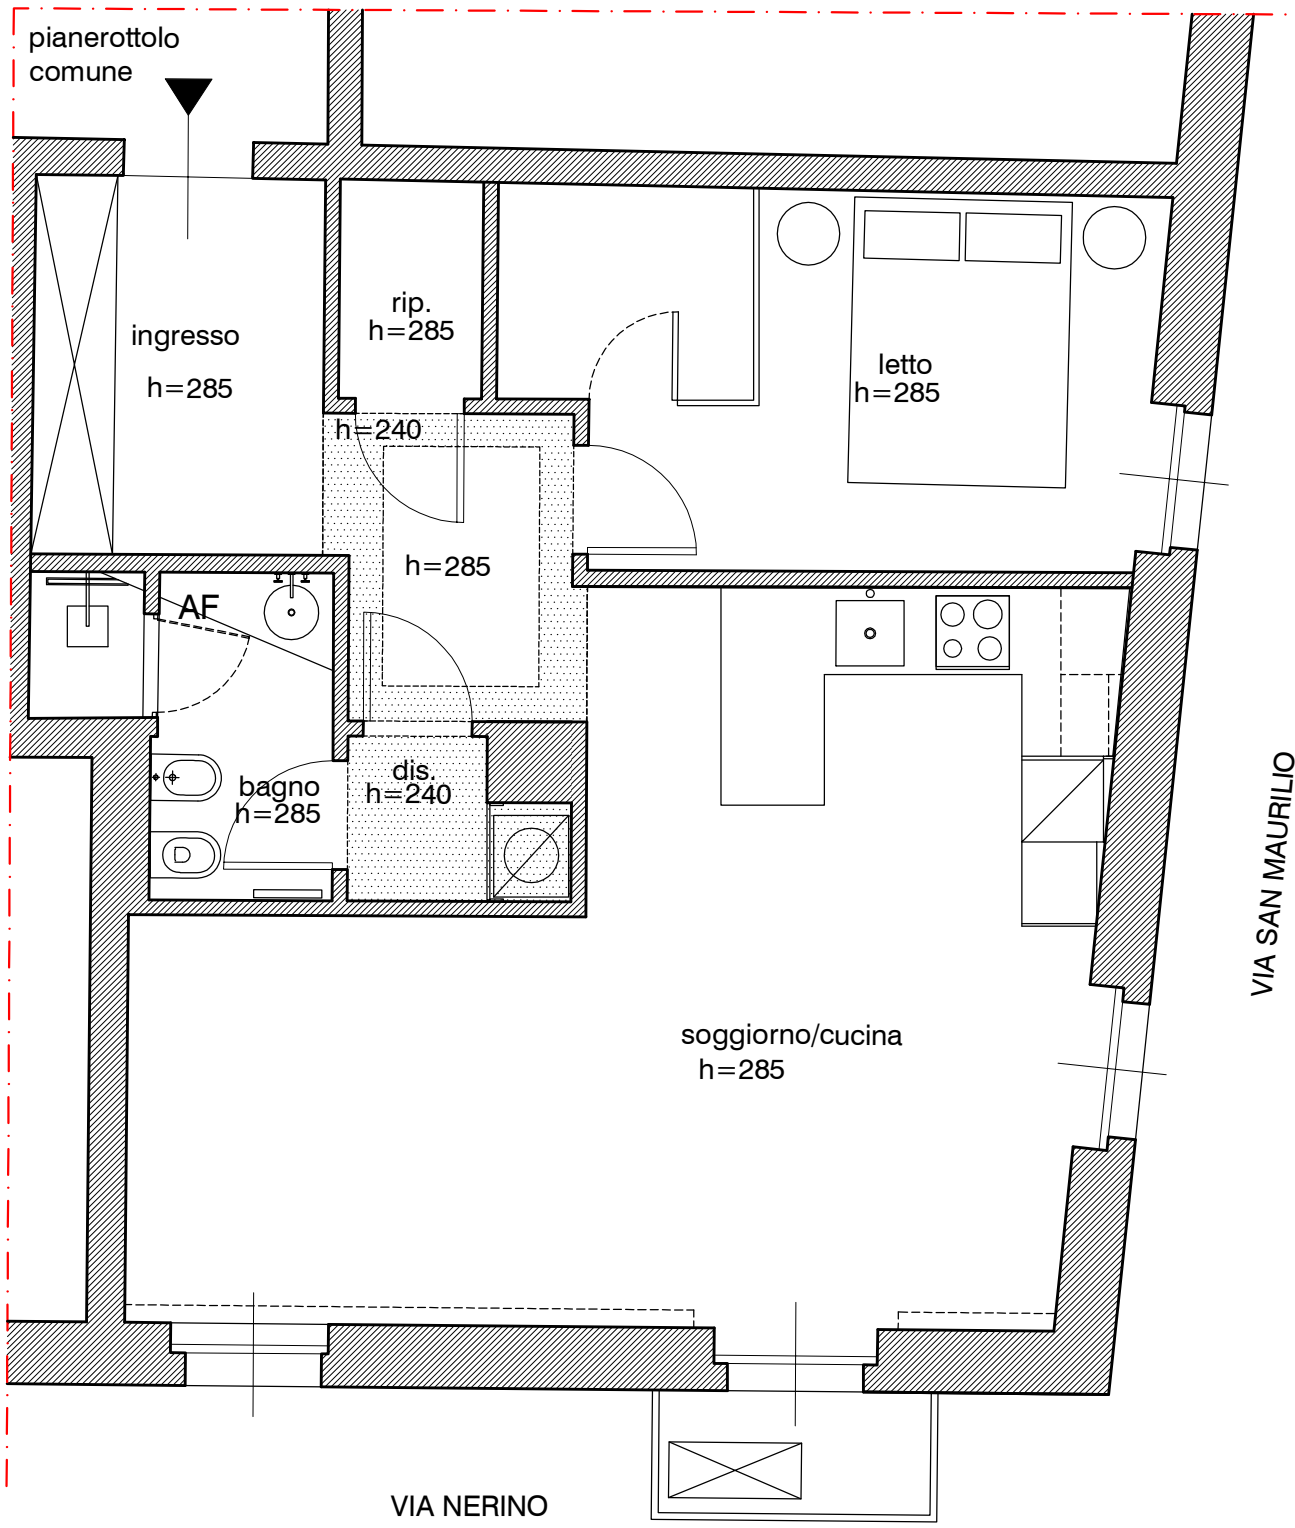 pianerottolo
comune
ingresso
h=285
rip.
h=285
letto
h=285
h=240
h=285
AF
bagno
h=285
dis.
h=240
soggiorno/cucina
h=285
VIA SAN MAURILIO
VIA NERINO